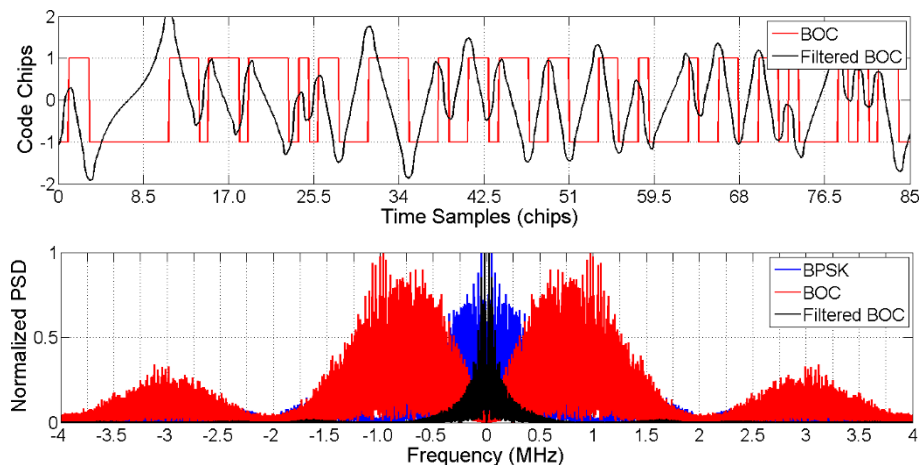 Code Chips
2
1
0
-1
-2
BOC
Filtered BOC
0 8.5 17.0 25.5 34 42.5 51 59.5 68 76.5 85
Time Samples (chips)
Normalized PSD
1
0.5
0
BPSK
BOC
Filtered BOC
-4 -3.5 -3 -2.5 -2 -1.5 -1.0 -0.5 0 0.5 1 1.5 2 2.5 3 3.5 4
Frequency (MHz)